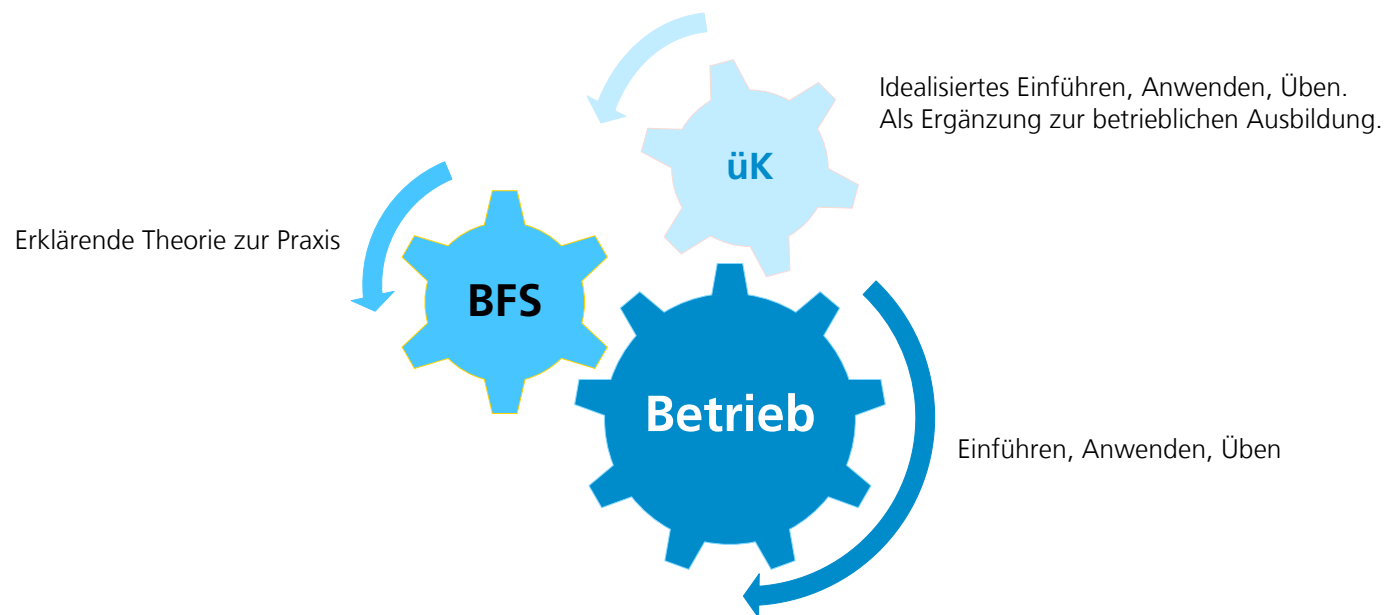 Idealisiertes Einführen, Anwenden, Üben.
Als Ergänzung zur betrieblichen Ausbildung.
üK
Erklärende Theorie zur Praxis
BFS
Betrieb
Einführen, Anwenden, Üben